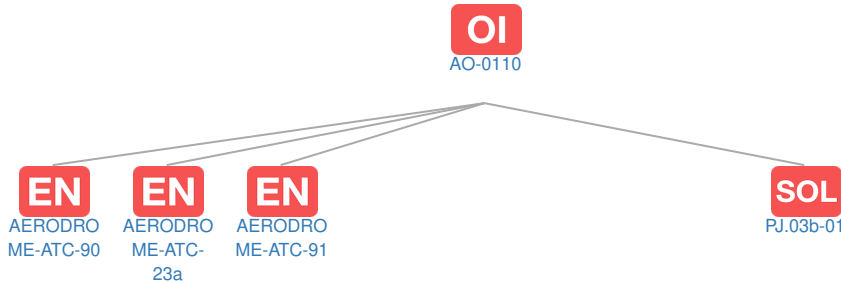 OI
AO-0110
EN
EN
EN
SOL
AERODRO
ME-ATC-90
AERODRO
ME-ATC-
23a
AERODRO
ME-ATC-91
PJ.03b-01